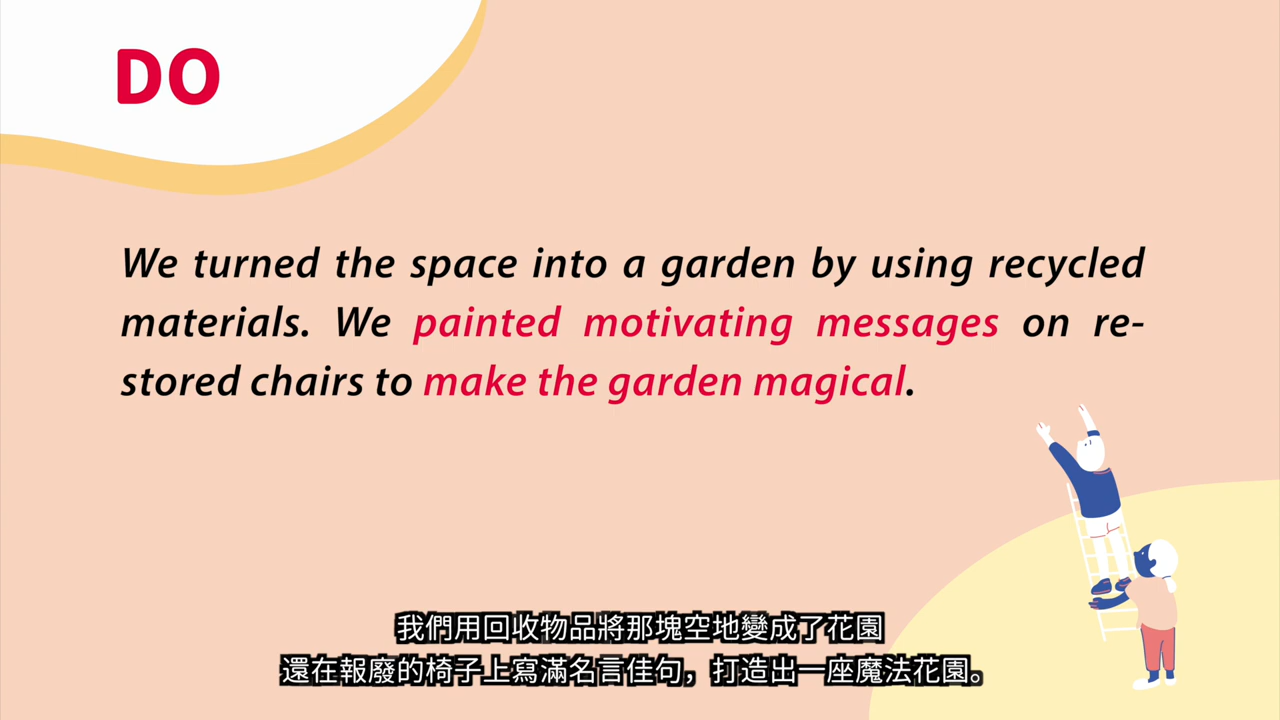 DO
We turned the space into a garden by using recycled
materials. We painted motivating messages on re-
stored chairs to make the garden magical.
我們用回收物品將那塊空地變成了花園
還在報廢的椅子上寫滿名言佳句，打造出一座魔法花園。